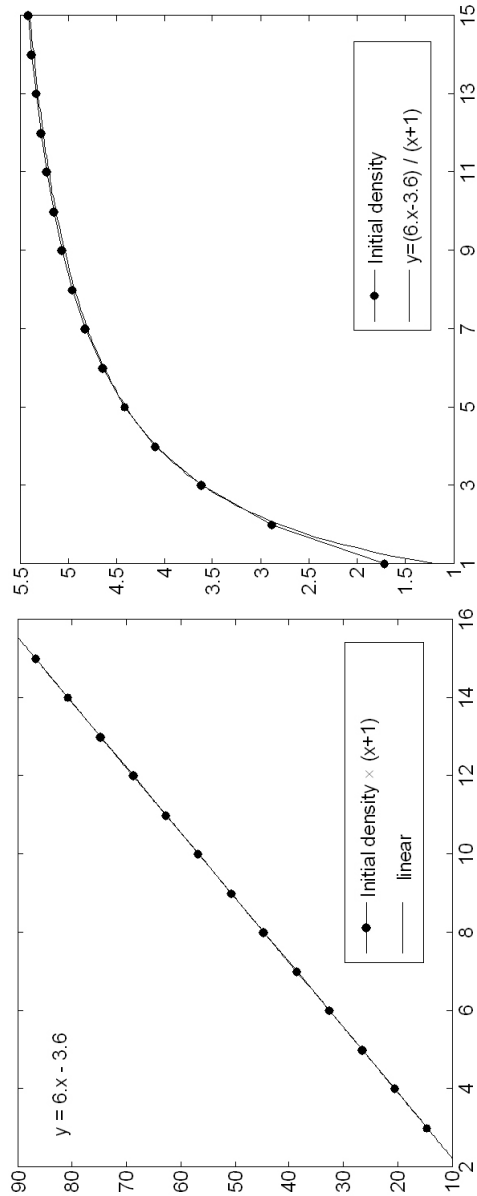 90
80
70
60
50
40
30
20
10
y = 6.x - 3.6
Initial density × (x+1)
linear
2 4 6 8 10 12 14 16
5.5
5
4.5
4
3.5
3
2.5
2
1.5
1
Initial density
y=(6.x-3.6) / (x+1)
1 3 5 7 9 11 13 15